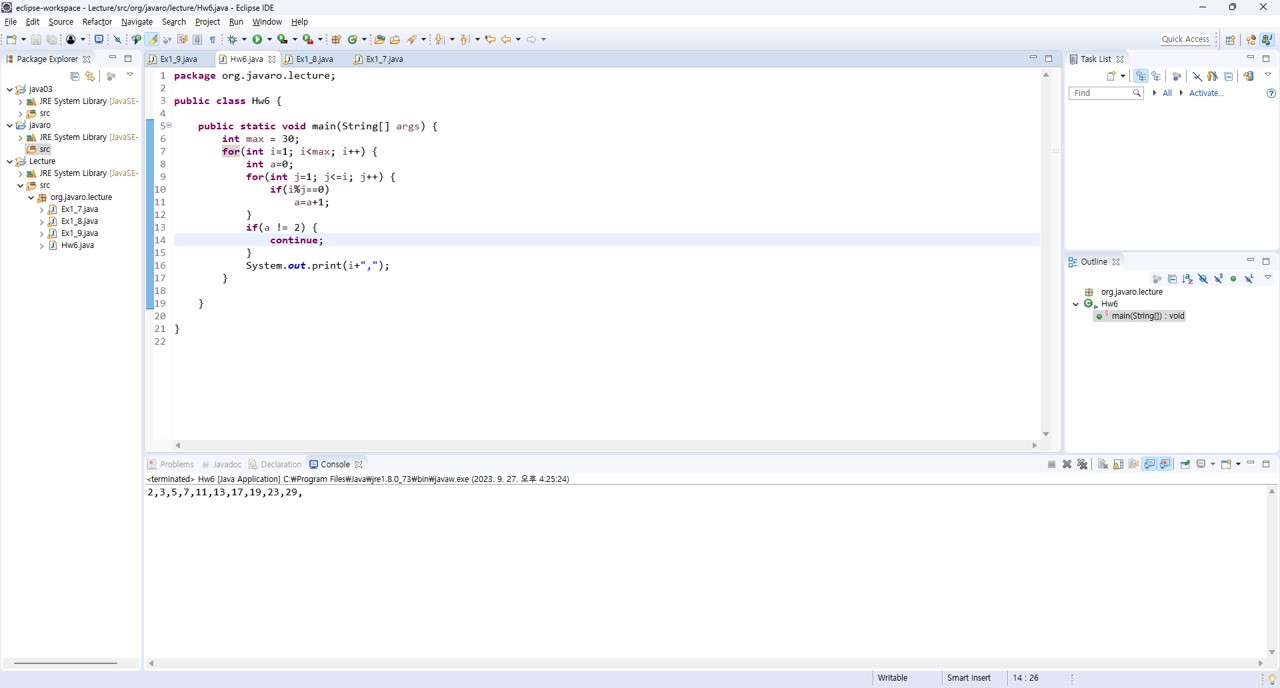 eclipse-workspace - Lecture/src/org/javaro/lecture/Hw6.java - Eclipse IDE
File Edit Source Refactor Navigate Search Project Run Window Help
Quick Access
Package Explorer
java03
JRE System Library [JavaSE-
src
javaro
JRE System Library [JavaSE-
src
Lecture
JRE System Library [JavaSE-
src
org.javaro.lecture
Ex1_7.java
Ex1_8.java
Ex1_9.java
Hw6.java
Ex1_9.java Hw6.java Ex1_8.java Ex1_7.java
1 package org.javaro.lecture;
2
3 public class Hw6 {
4
5 public static void main(String[] args) {
6 int max = 30;
7 for(int i=1; i<max; i++) {
8 int a=0;
9 for(int j=1; j<=i; j++) {
10 if(i%j==0)
11 a=a+1;
12 }
13 if(a != 2) {
14 continue;
15 }
16 System.out.print(i+",");
17 }
18
19 }
20
21 }
22
Task List
Find All Activate...
Outline
org.javaro.lecture
Hw6
main(String[]) : void
Problems Javadoc Declaration Console
<terminated> Hw6 [Java Application] C:₩Program Files₩Java₩jre1.8.0_73₩bin₩javaw.exe (2023. 9. 27. 오후 4:25:24)
2,3,5,7,11,13,17,19,23,29,
Writable Smart Insert 14 : 26